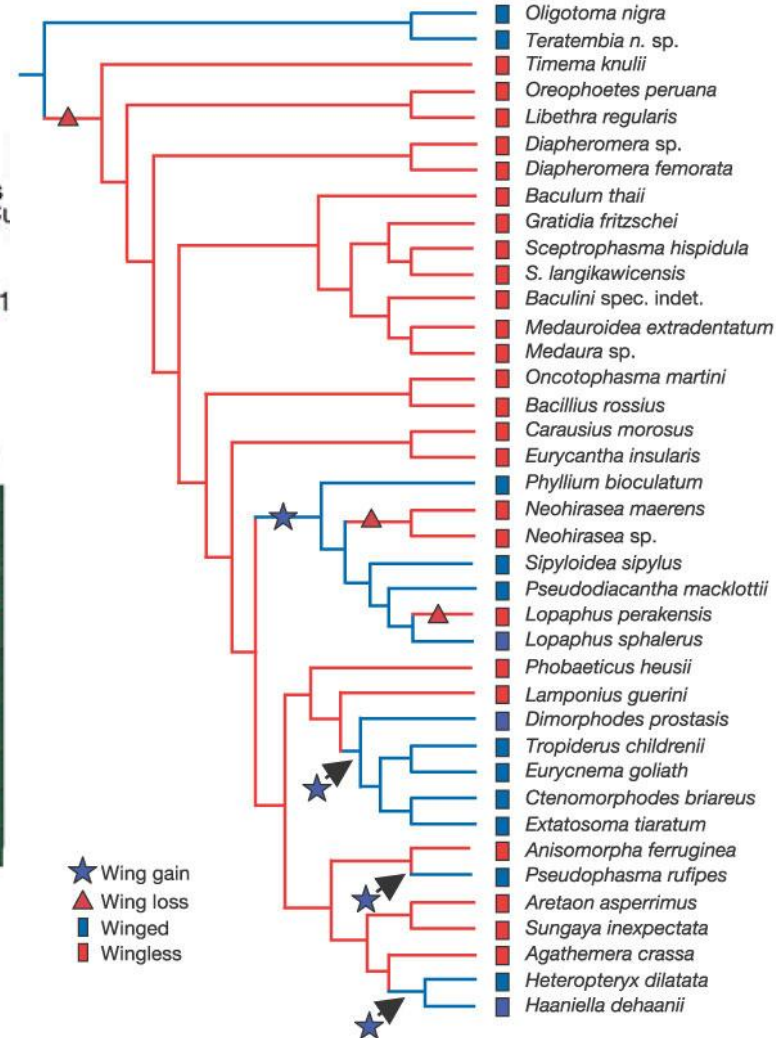 Oligotoma nigra
Teratembia n. sp.
Timema knulii
Oreophoetes peruana
Libethra regularis
Diapheromera sp.
Diapheromera femorata
Baculum thaii
Gratidia fritzschei
Sceptrophasma hispidula
S. langikawicensis
Baculini spec. indet.
Medauroidea extradentatum
Medaura sp.
Oncotophasma martini
Bacillius rossius
Carausius morosus
Eurycantha insularis
Phyllium bioculatum
Neohirasea maerens
Neohirasea sp.
Sipyloidea sipylus
Pseudodiacantha macklottii
Lopaphus perakensis
Lopaphus sphalerus
Phobaeticus heusii
Lamponius guerini
Dimorphodes prostasis
Tropiderus childrenii
Eurycnema goliath
Ctenomorphodes briareus
Extatosoma tiaratum
Anisomorpha ferruginea
Pseudophasma rufipes
Aretaon asperrimus
Sungaya inexpectata
Agathemera crassa
Heteropteryx dilatata
Haaniella dehaanii
Wing gain
Wing loss
Winged
Wingless